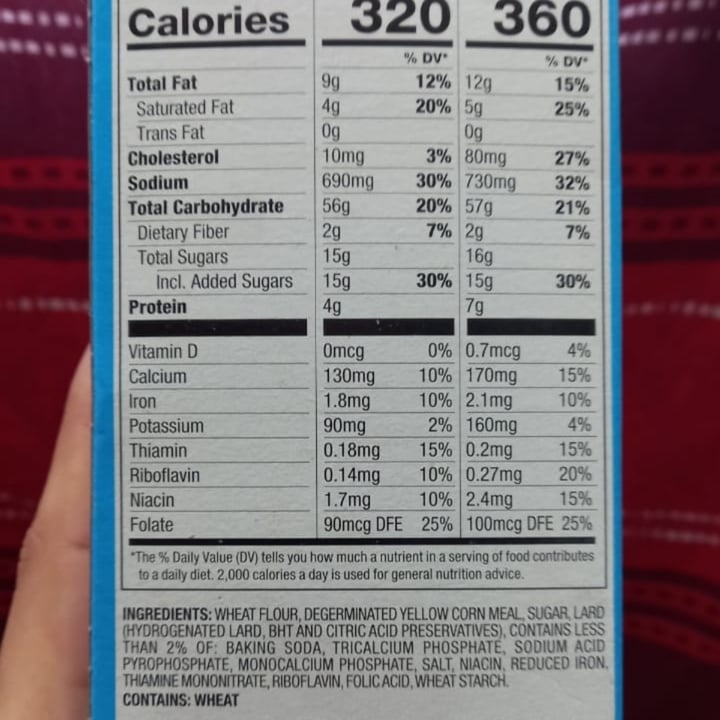 Calories 320 360
% DV* % DV*
Total Fat 9g 12% 12g 15%
Saturated Fat 4g 20% 5g 25%
Trans Fat 0g 0g
Cholesterol 10mg 3% 80mg 27%
Sodium 690mg 30% 730mg 32%
Total Carbohydrate 56g 20% 57g 21%
Dietary Fiber 2g 7% 2g 7%
Total Sugars 15g 16g
Incl. Added Sugars 15g 30% 15g 30%
Protein 4g 7g
Vitamin D 0mcg 0% 0.7mcg 4%
Calcium 130mg 10% 170mg 15%
Iron 1.8mg 10% 2.1mg 10%
Potassium 90mg 2% 160mg 4%
Thiamin 0.18mg 15% 0.2mg 15%
Riboflavin 0.14mg 10% 0.27mg 20%
Niacin 1.7mg 10% 2.4mg 15%
Folate 90mcg DFE 25% 100mcg DFE 25%
*The % Daily Value (DV) tells you how much a nutrient in a serving of food contributes
to a daily diet. 2,000 calories a day is used for general nutrition advice.
INGREDIENTS: WHEAT FLOUR, DEGERMINATED YELLOW CORN MEAL, SUGAR, LARD
(HYDROGENATED LARD, BHT AND CITRIC ACID PRESERVATIVES), CONTAINS LESS
THAN 2% OF: BAKING SODA, TRICALCIUM PHOSPHATE, SODIUM ACID
PYROPHOSPHATE, MONOCALCIUM PHOSPHATE, SALT, NIACIN, REDUCED IRON,
THIAMINE MONONITRATE, RIBOFLAVIN, FOLIC ACID, WHEAT STARCH.
CONTAINS: WHEAT